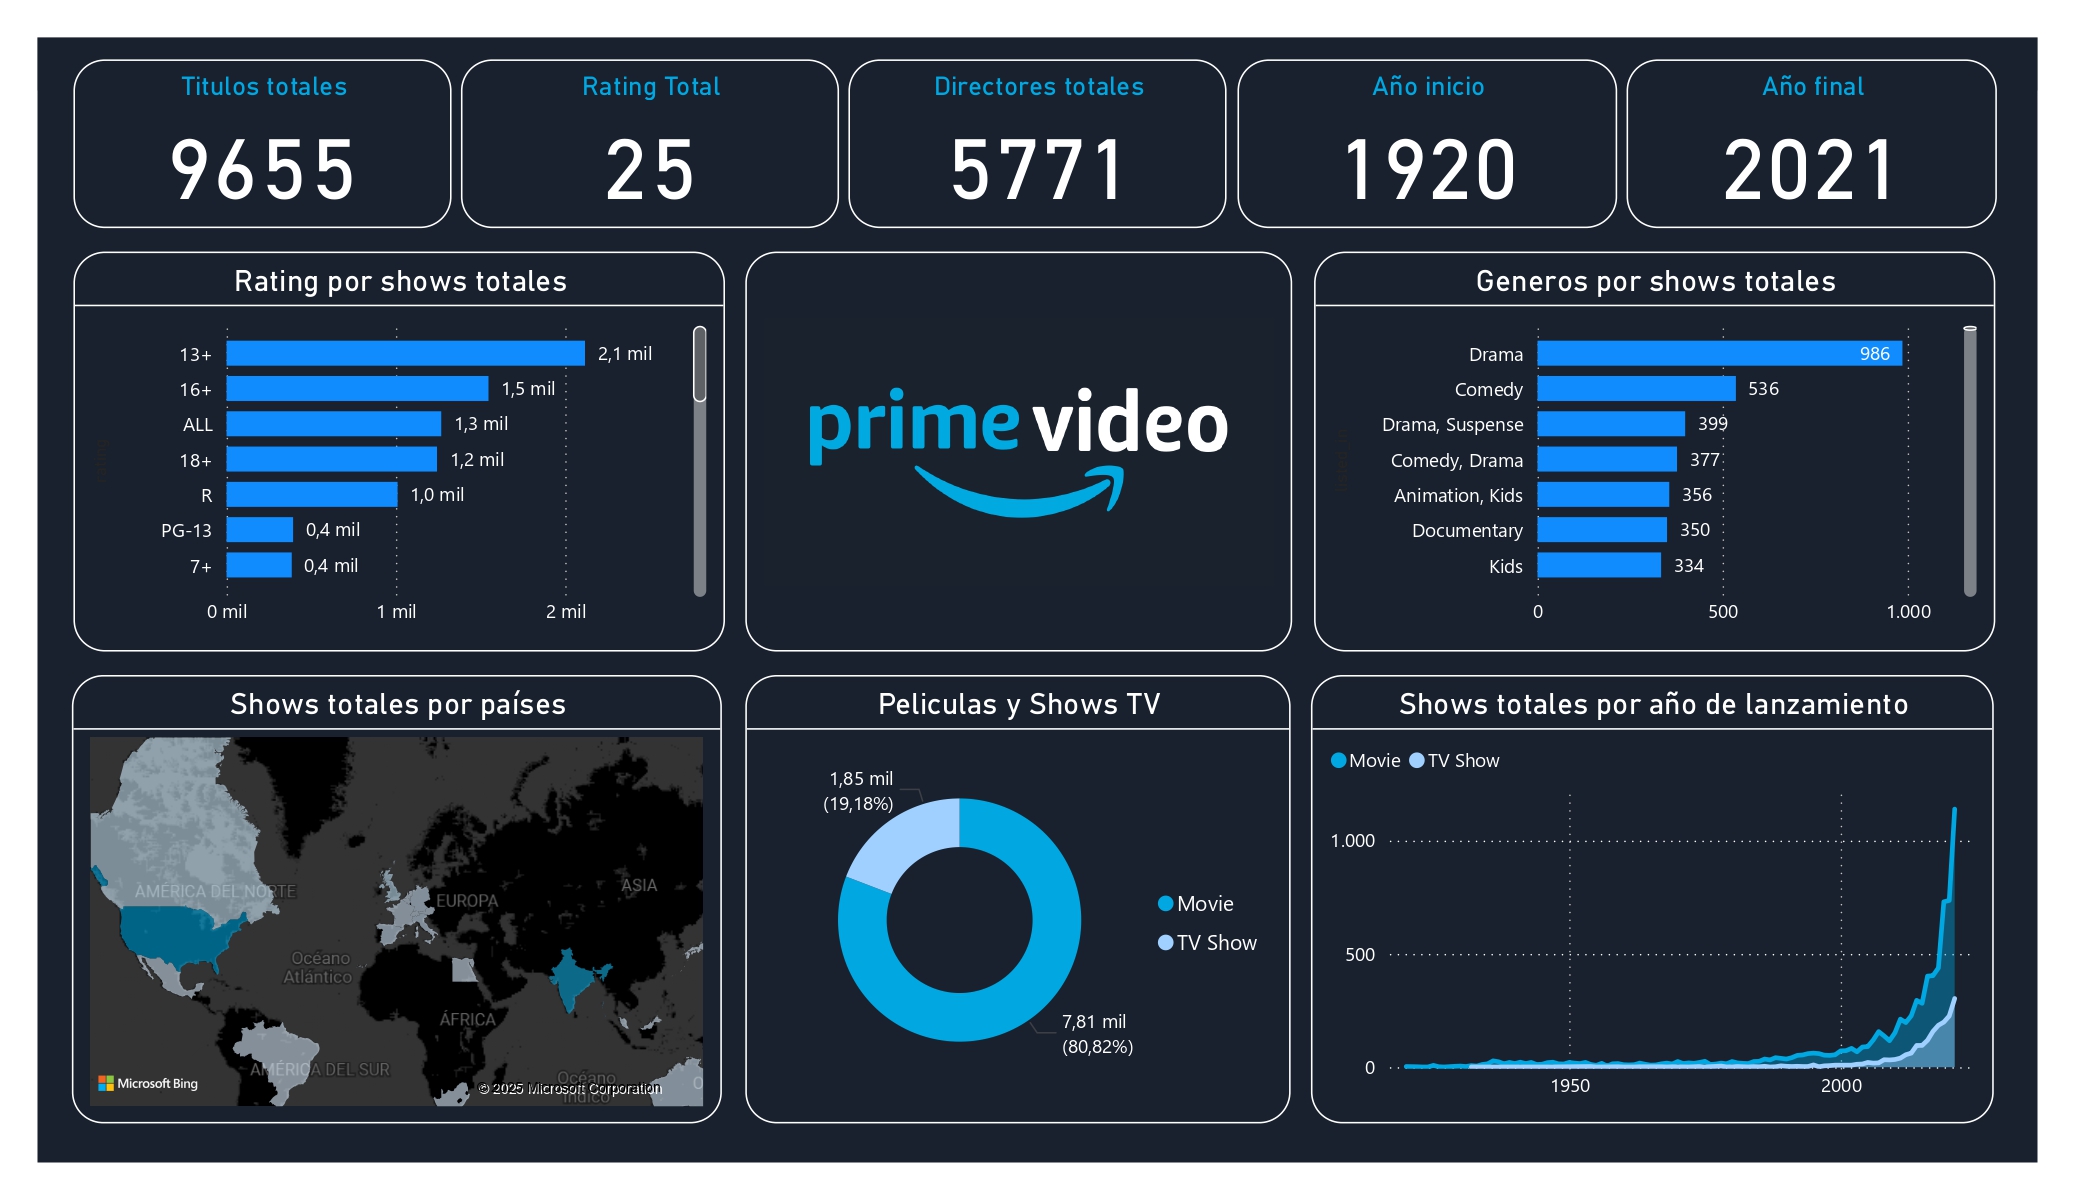 Titulos totales
9655
Rating Total
25
Directores totales
5771
Año inicio
1920
Año final
2021
Rating por shows totales
13+ 2,1 mil
16+ 1,5 mil
ALL 1,3 mil
18+ 1,2 mil
R 1,0 mil
PG-13 0,4 mil
7+ 0,4 mil
0 mil 1 mil 2 mil
prime video
Generos por shows totales
Drama 986
Comedy 536
Drama, Suspense 399
Comedy, Drama 377
Animation, Kids 356
Documentary 350
Kids 334
0 500 1.000
Shows totales por países
AMÉRICA DEL NORTE
EUROPA
ASIA
Océano
Atlántico
ÁFRICA
AMÉRICA DEL SUR
Océano
Índico
O
Microsoft Bing
© 2025 Microsoft Corporation
Peliculas y Shows TV
1,85 mil
(19,18%)
Movie
TV Show
7,81 mil
(80,82%)
Shows totales por año de lanzamiento
Movie TV Show
1.000
500
0
1950 2000